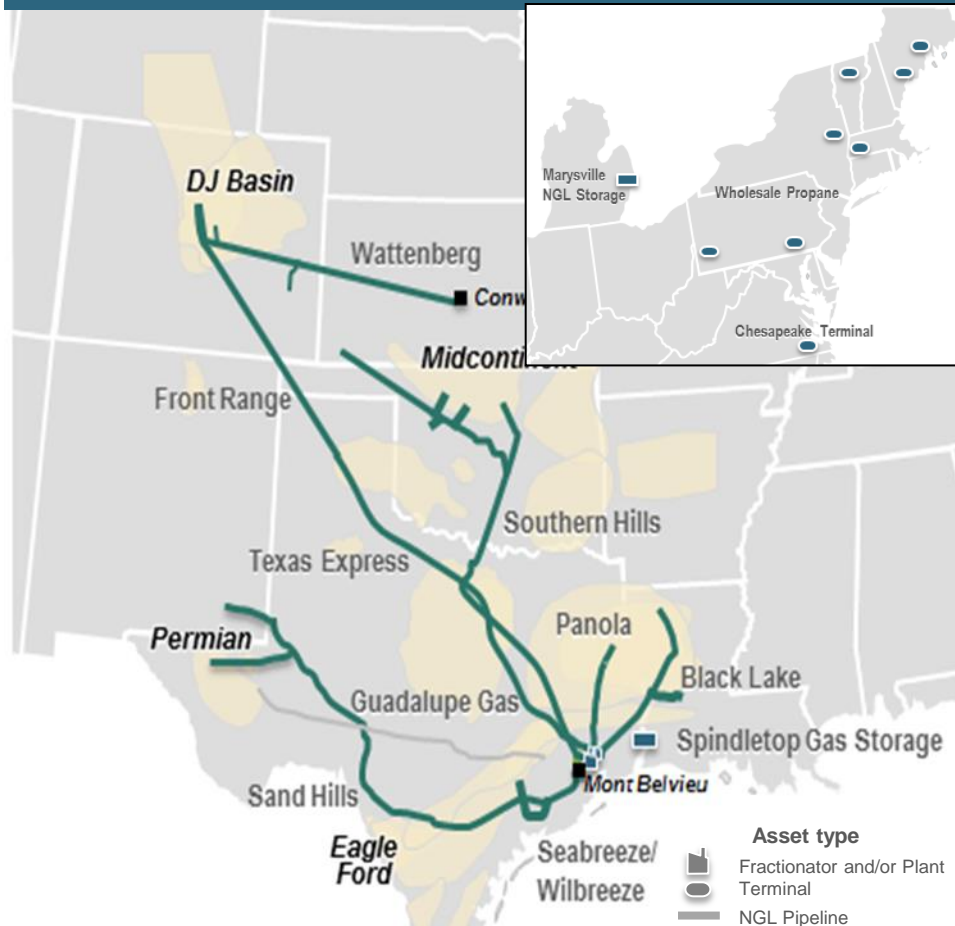 DJ Basin
Wattenberg
Conw
Midconti
Front Range
Southern Hills
Texas Express
Panola
Permian
Black Lake
Guadalupe Gas
Spindletop Gas Storage
Mont Belvieu
Sand Hills
Eagle
Ford
Seabreeze/
Wilbreeze
Marysville
NGL Storage
Wholesale Propane
Chesapeake Terminal
Asset type
Fractionator and/or Plant
Terminal
NGL Pipeline